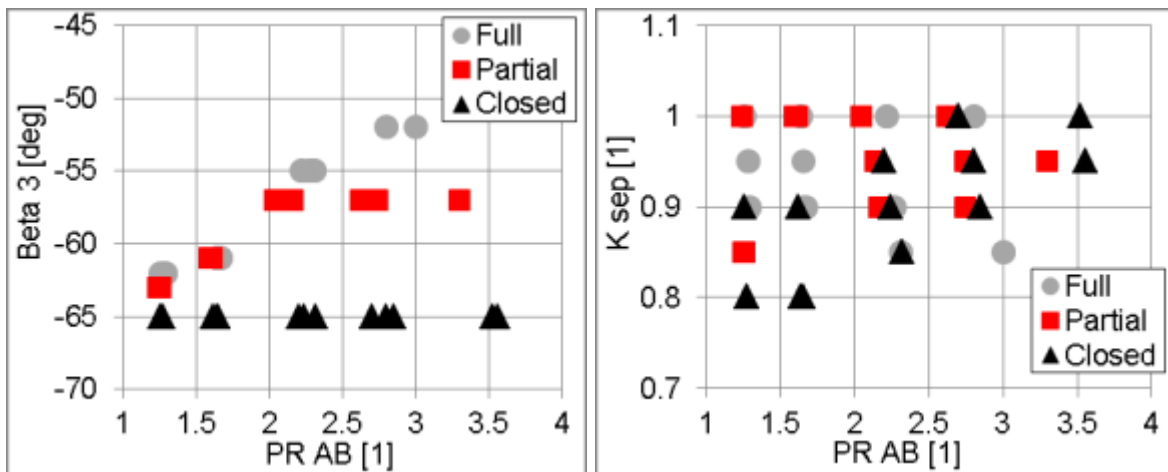 -45
-50
-55
-60
-65
-70
Beta 3 [deg]
1 1.5 2 2.5 3 3.5 4
PR AB [1]
Full
Partial
Closed
1.1
1
0.9
0.8
0.7
K sep [1]
1 1.5 2 2.5 3 3.5 4
PR AB [1]
Full
Partial
Closed